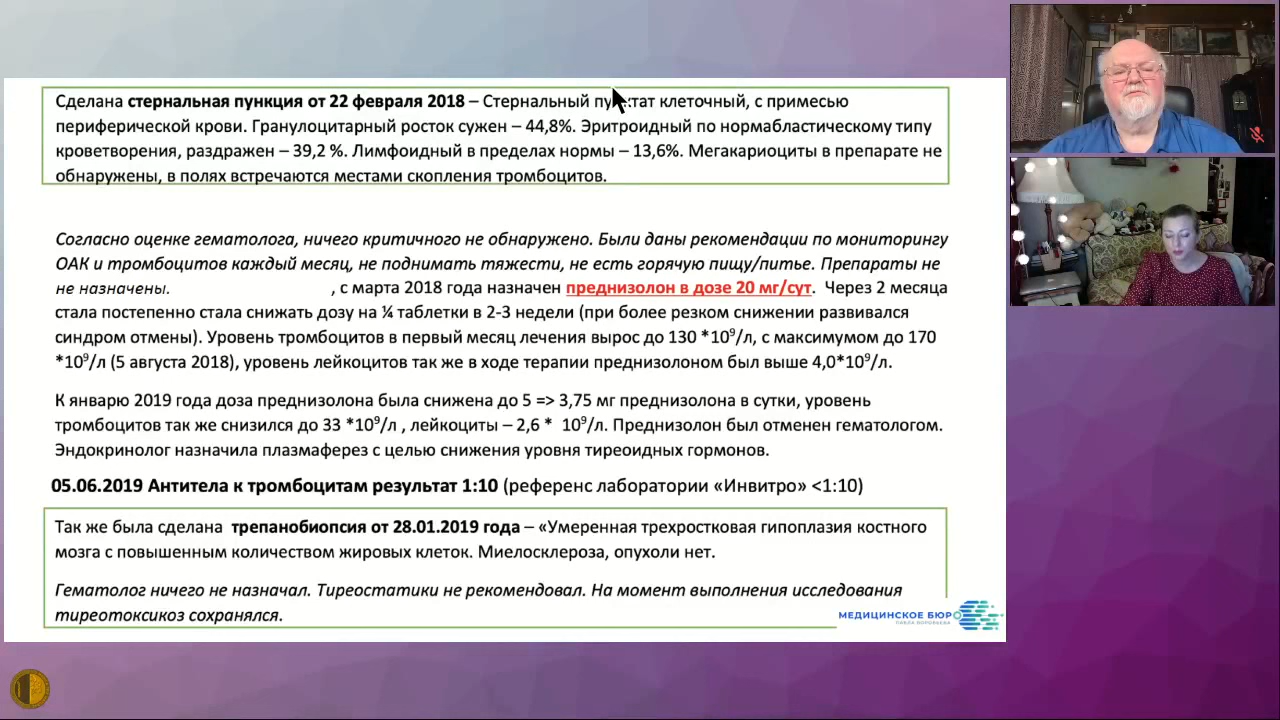 Сделана стернальная пункция от 22 февраля 2018 – Стернальный пунктат клеточный, с примесью
периферической крови. Гранулоцитарный росток сужен – 44,8%. Эритроидный по нормабластическому типу
кроветворения, раздражен – 39,2 %. Лимфоидный в пределах нормы – 13,6%. Мегакариоциты в препарате не
обнаружены, в полях встречаются местами скопления тромбоцитов.
Согласно оценке гематолога, ничего критичного не обнаружено. Были даны рекомендации по мониторингу
ОАК и тромбоцитов каждый месяц, не поднимать тяжести, не есть горячую пищу/питье. Препараты не
не назначены. , с марта 2018 года назначен преднизолон в дозе 20 мг/сут. Через 2 месяца
стала постепенно стала снижать дозу на ¼ таблетки в 2-3 недели (при более резком снижении развивался
синдром отмены). Уровень тромбоцитов в первый месяц лечения вырос до 130 *10⁹/л, с максимумом до 170
*10⁹/л (5 августа 2018), уровень лейкоцитов так же в ходе терапии преднизолоном был выше 4,0*10⁹/л.
К январю 2019 года доза преднизолона была снижена до 5 => 3,75 мг преднизолона в сутки, уровень
тромбоцитов так же снизился до 33 *10⁹/л , лейкоциты – 2,6 * 10⁹/л. Преднизолон был отменен гематологом.
Эндокринолог назначила плазмаферез с целью снижения уровня тиреоидных гормонов.
05.06.2019 Антитела к тромбоцитам результат 1:10 (референс лаборатории «Инвитро» <1:10)
Так же была сделана трепанобиопсия от 28.01.2019 года – «Умеренная трехростковая гипоплазия костного
мозга с повышенным количеством жировых клеток. Миелосклероза, опухоли нет.
Гематолог ничего не назначал. Тиреостатики не рекомендовал. На момент выполнения исследования
тиреотоксикоз сохранялся.
МЕДИЦИНСКОЕ БЮРО
ПАВЛА ВОРОБЬЕВА